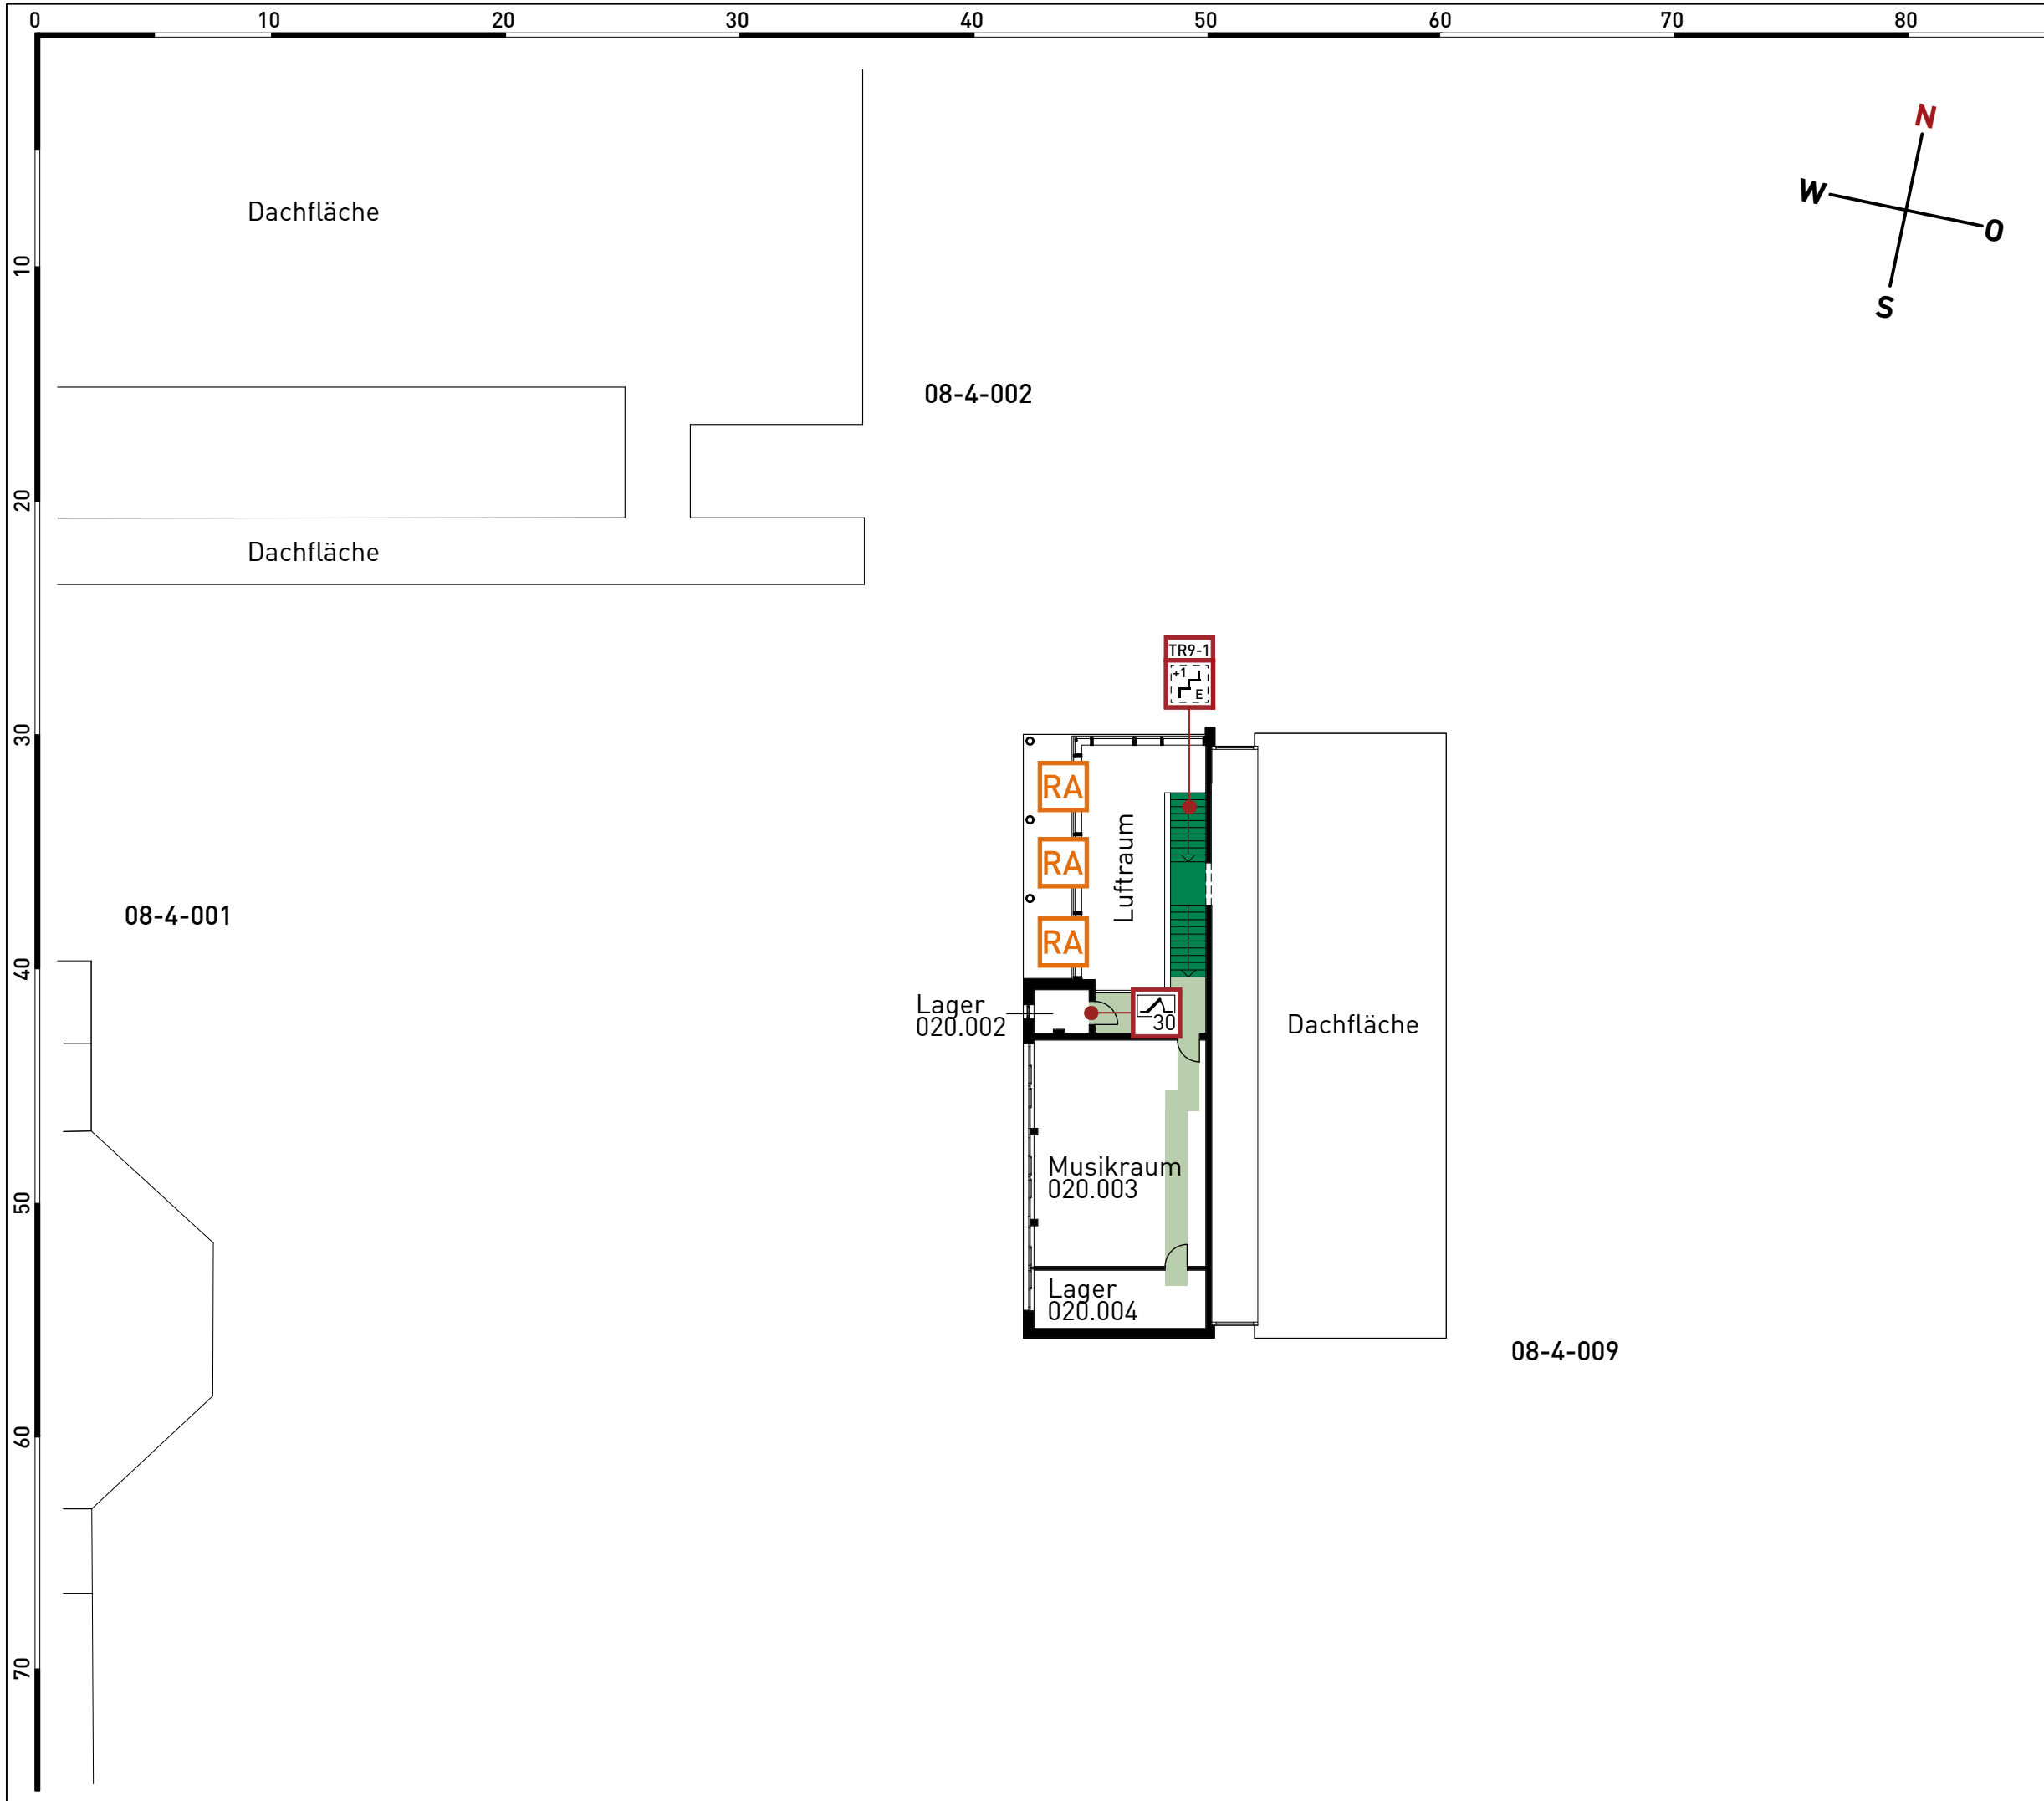 0 10 20 30 40 50 60 70 80
N
W
O
S
Dachfläche
10
08-4-002
20
Dachfläche
TR9-1
+1
E
30
RA
RA
Luftraum
RA
08-4-001
40
Lager
020.002
30
Dachfläche
Musikraum
020.003
50
Lager
020.004
08-4-009
60
70